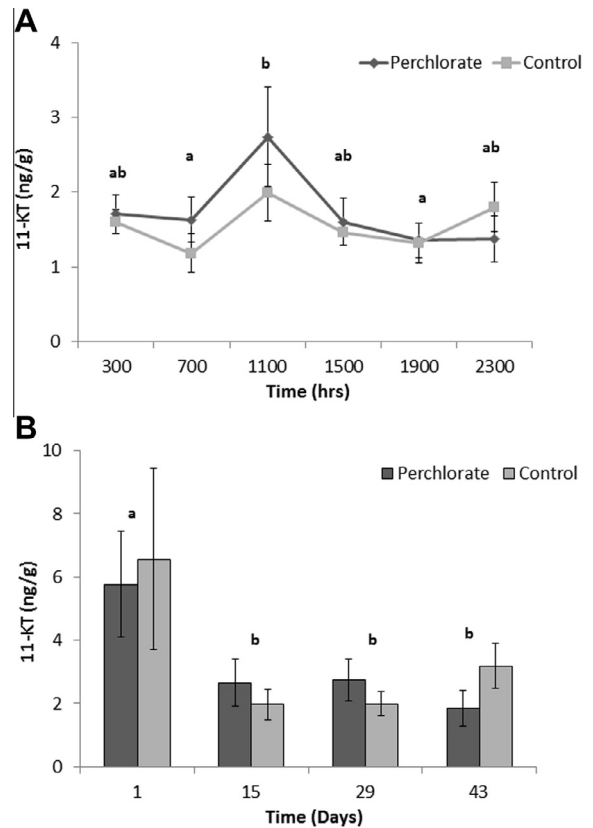 A
4
3
2
1
0
11-KT (ng/g)
Perchlorate
Control
ab
a
b
ab
a
ab
300 700 1100 1500 1900 2300
Time (hrs)
B
10
8
6
4
2
0
11-KT (ng/g)
Perchlorate
Control
a
b
b
b
1 15 29 43
Time (Days)